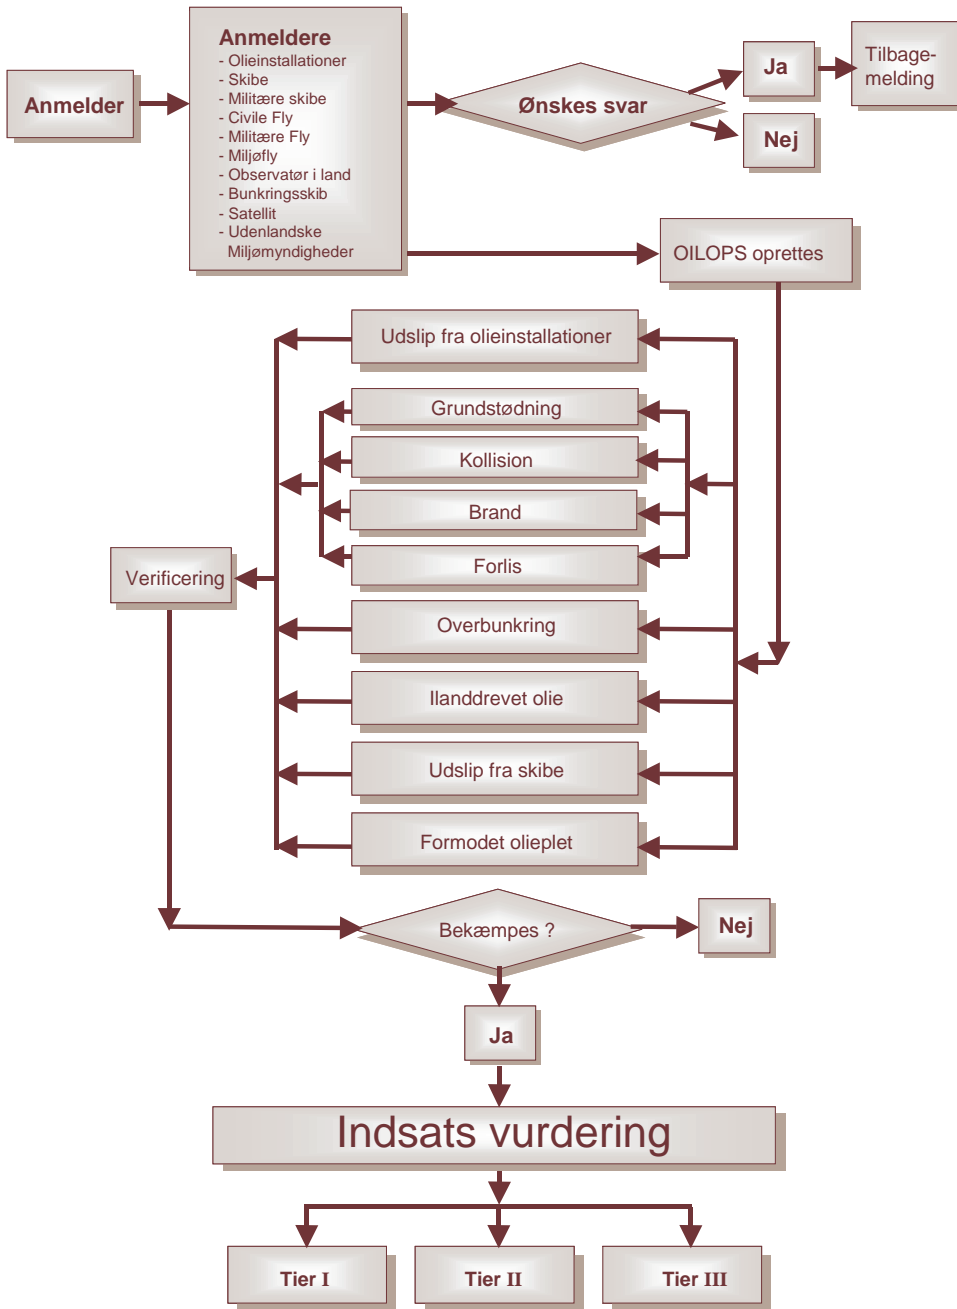 Anmelder
Anmeldere
- Olieinstallationer
- Skibe
- Militære skibe
- Civile Fly
- Militære Fly
- Miljøfly
- Observatør i land
- Bunkringsskib
- Satellit
- Udenlandske
Miljømyndigheder
Ønskes svar
Ja
Tilbage-
melding
Nej
OILOPS oprettes
Udslip fra olieinstallationer
Grundstødning
Kollision
Brand
Forlis
Verificering
Overbunkring
Ilanddrevet olie
Udslip fra skibe
Formodet olieplet
Bekæmpes ?
Nej
Ja
Indsats vurdering
Tier I
Tier II
Tier III